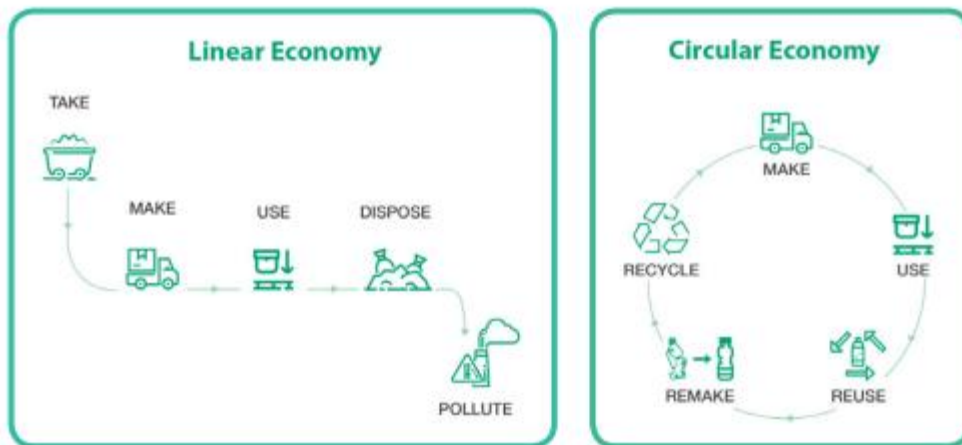 Linear Economy
TAKE
MAKE
USE
DISPOSE
POLLUTE
Circular Economy
MAKE
USE
REUSE
REMAKE
RECYCLE